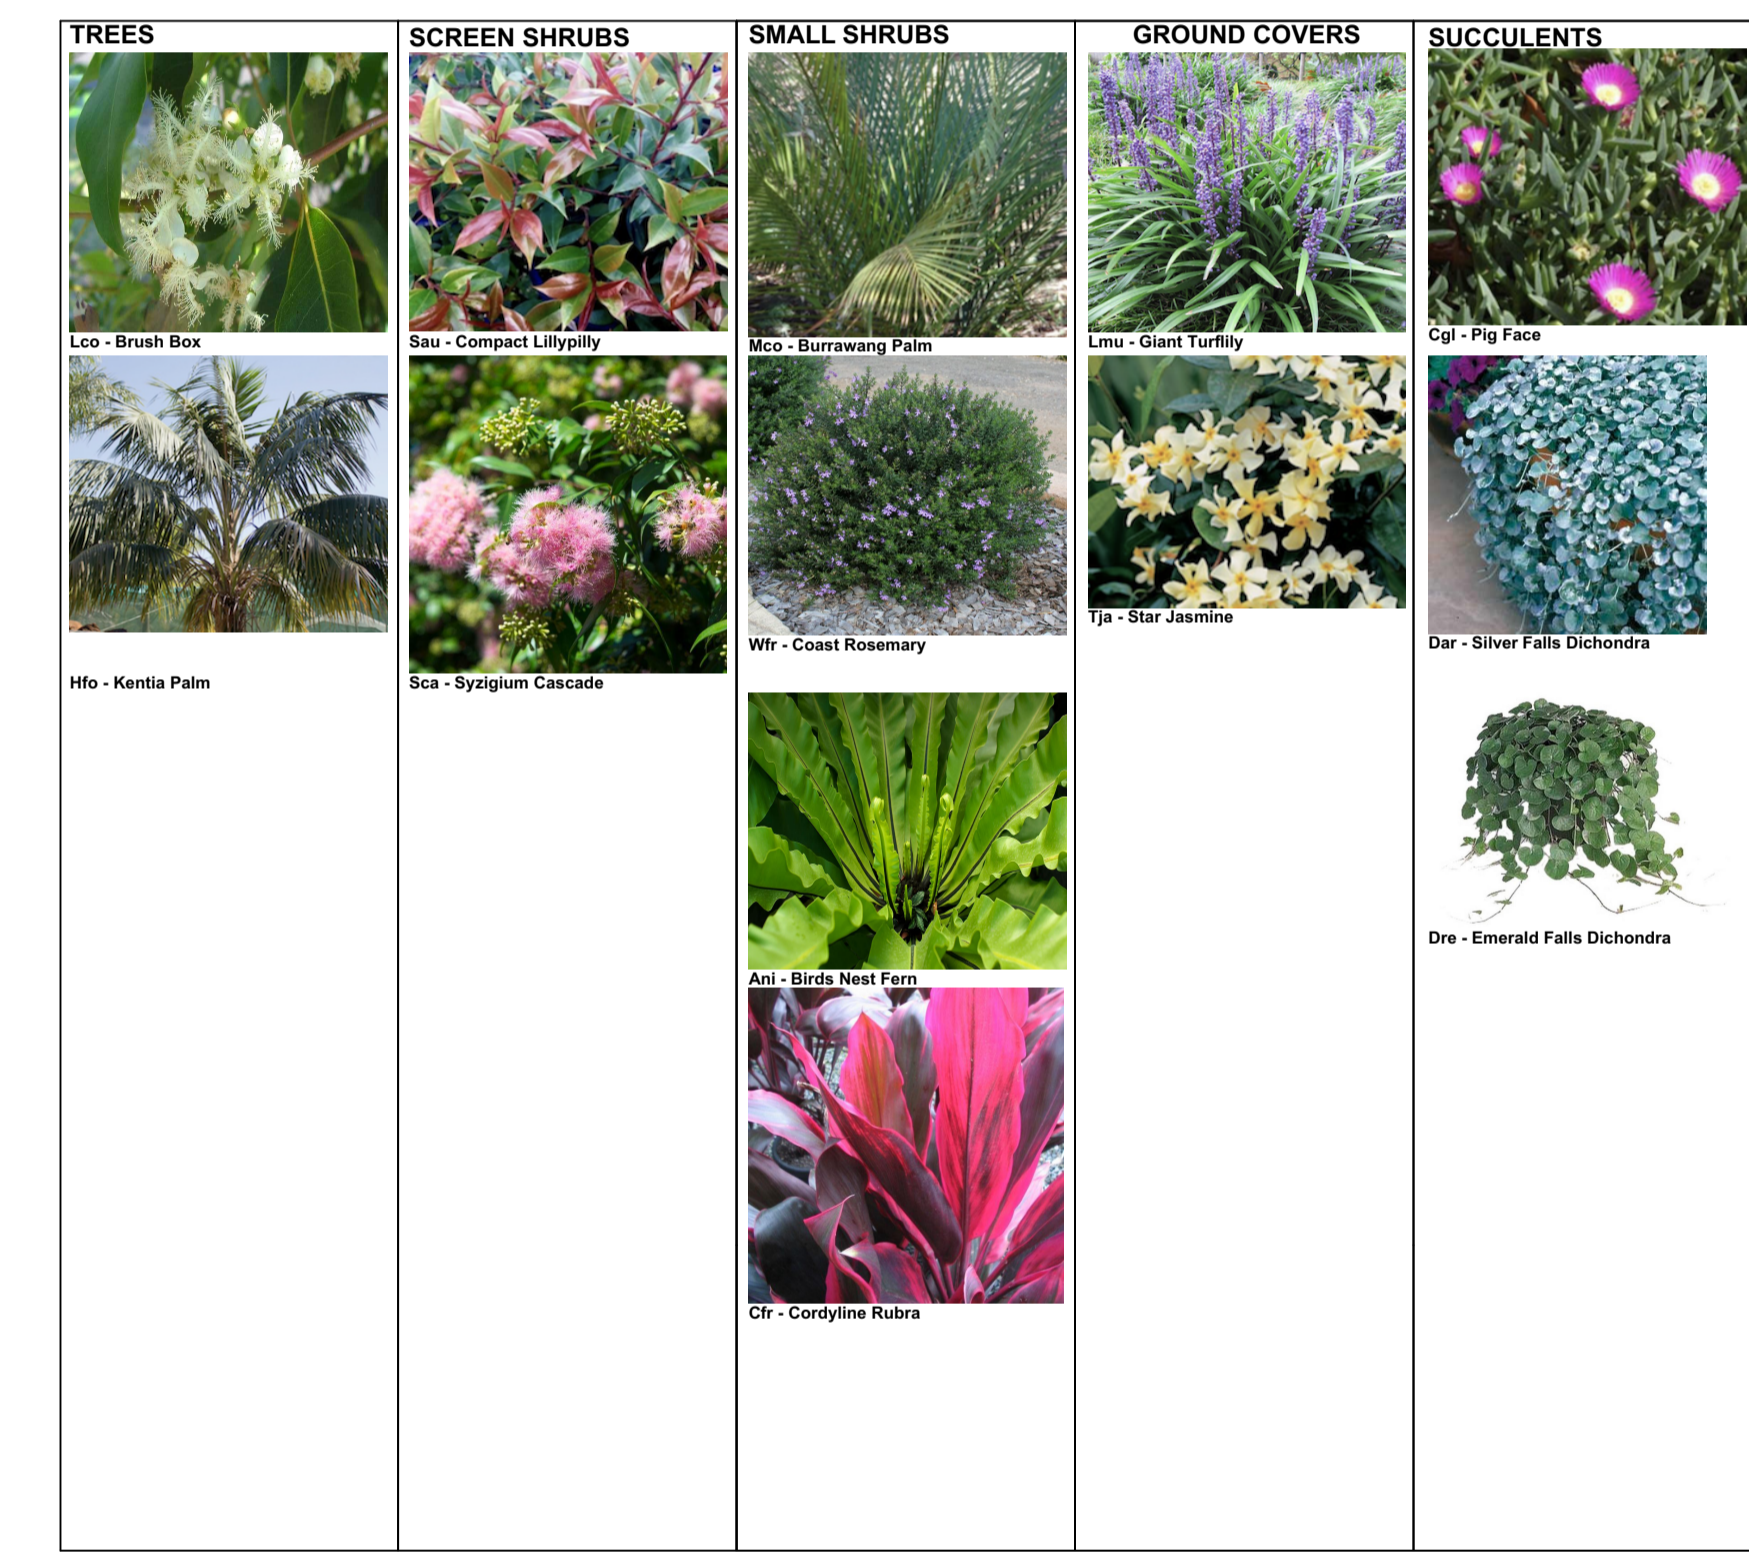 TREES
Lco - Brush Box
Hfo - Kentia Palm
SCREEN SHRUBS
Sau - Compact Lillypilly
Sca - Syzigium Cascade
SMALL SHRUBS
Mco - Burrawang Palm
Wfr - Coast Rosemary
Ani - Birds Nest Fern
Cfr - Cordyline Rubra
GROUND COVERS
Lmu - Giant Turflily
Tja - Star Jasmine
SUCCULENTS
Cgl - Pig Face
Dar - Silver Falls Dichondra
Dre - Emerald Falls Dichondra